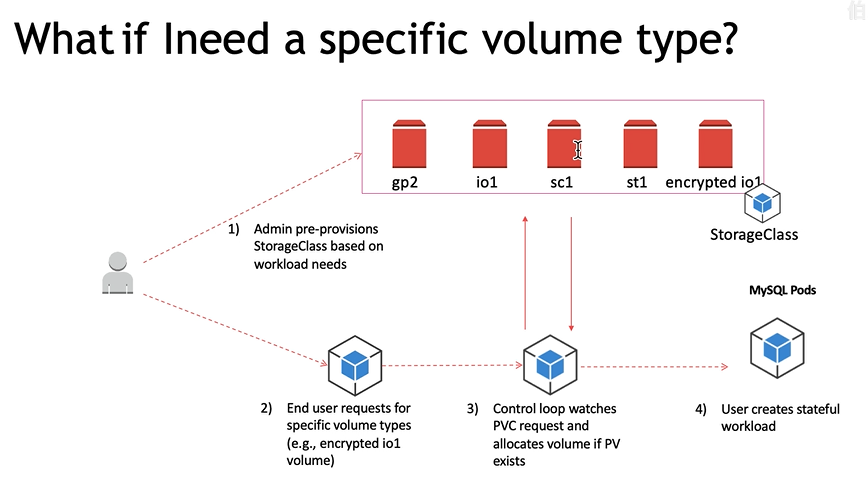 What if Ineed a specific volume type?
gp2
io1
sc1
st1
encrypted io1
StorageClass
1) Admin pre-provisions
StorageClass based on
workload needs
MySQL Pods
2) End user requests for
specific volume types
(e.g., encrypted io1
volume)
3) Control loop watches
PVC request and
allocates volume if PV
exists
4) User creates stateful
workload